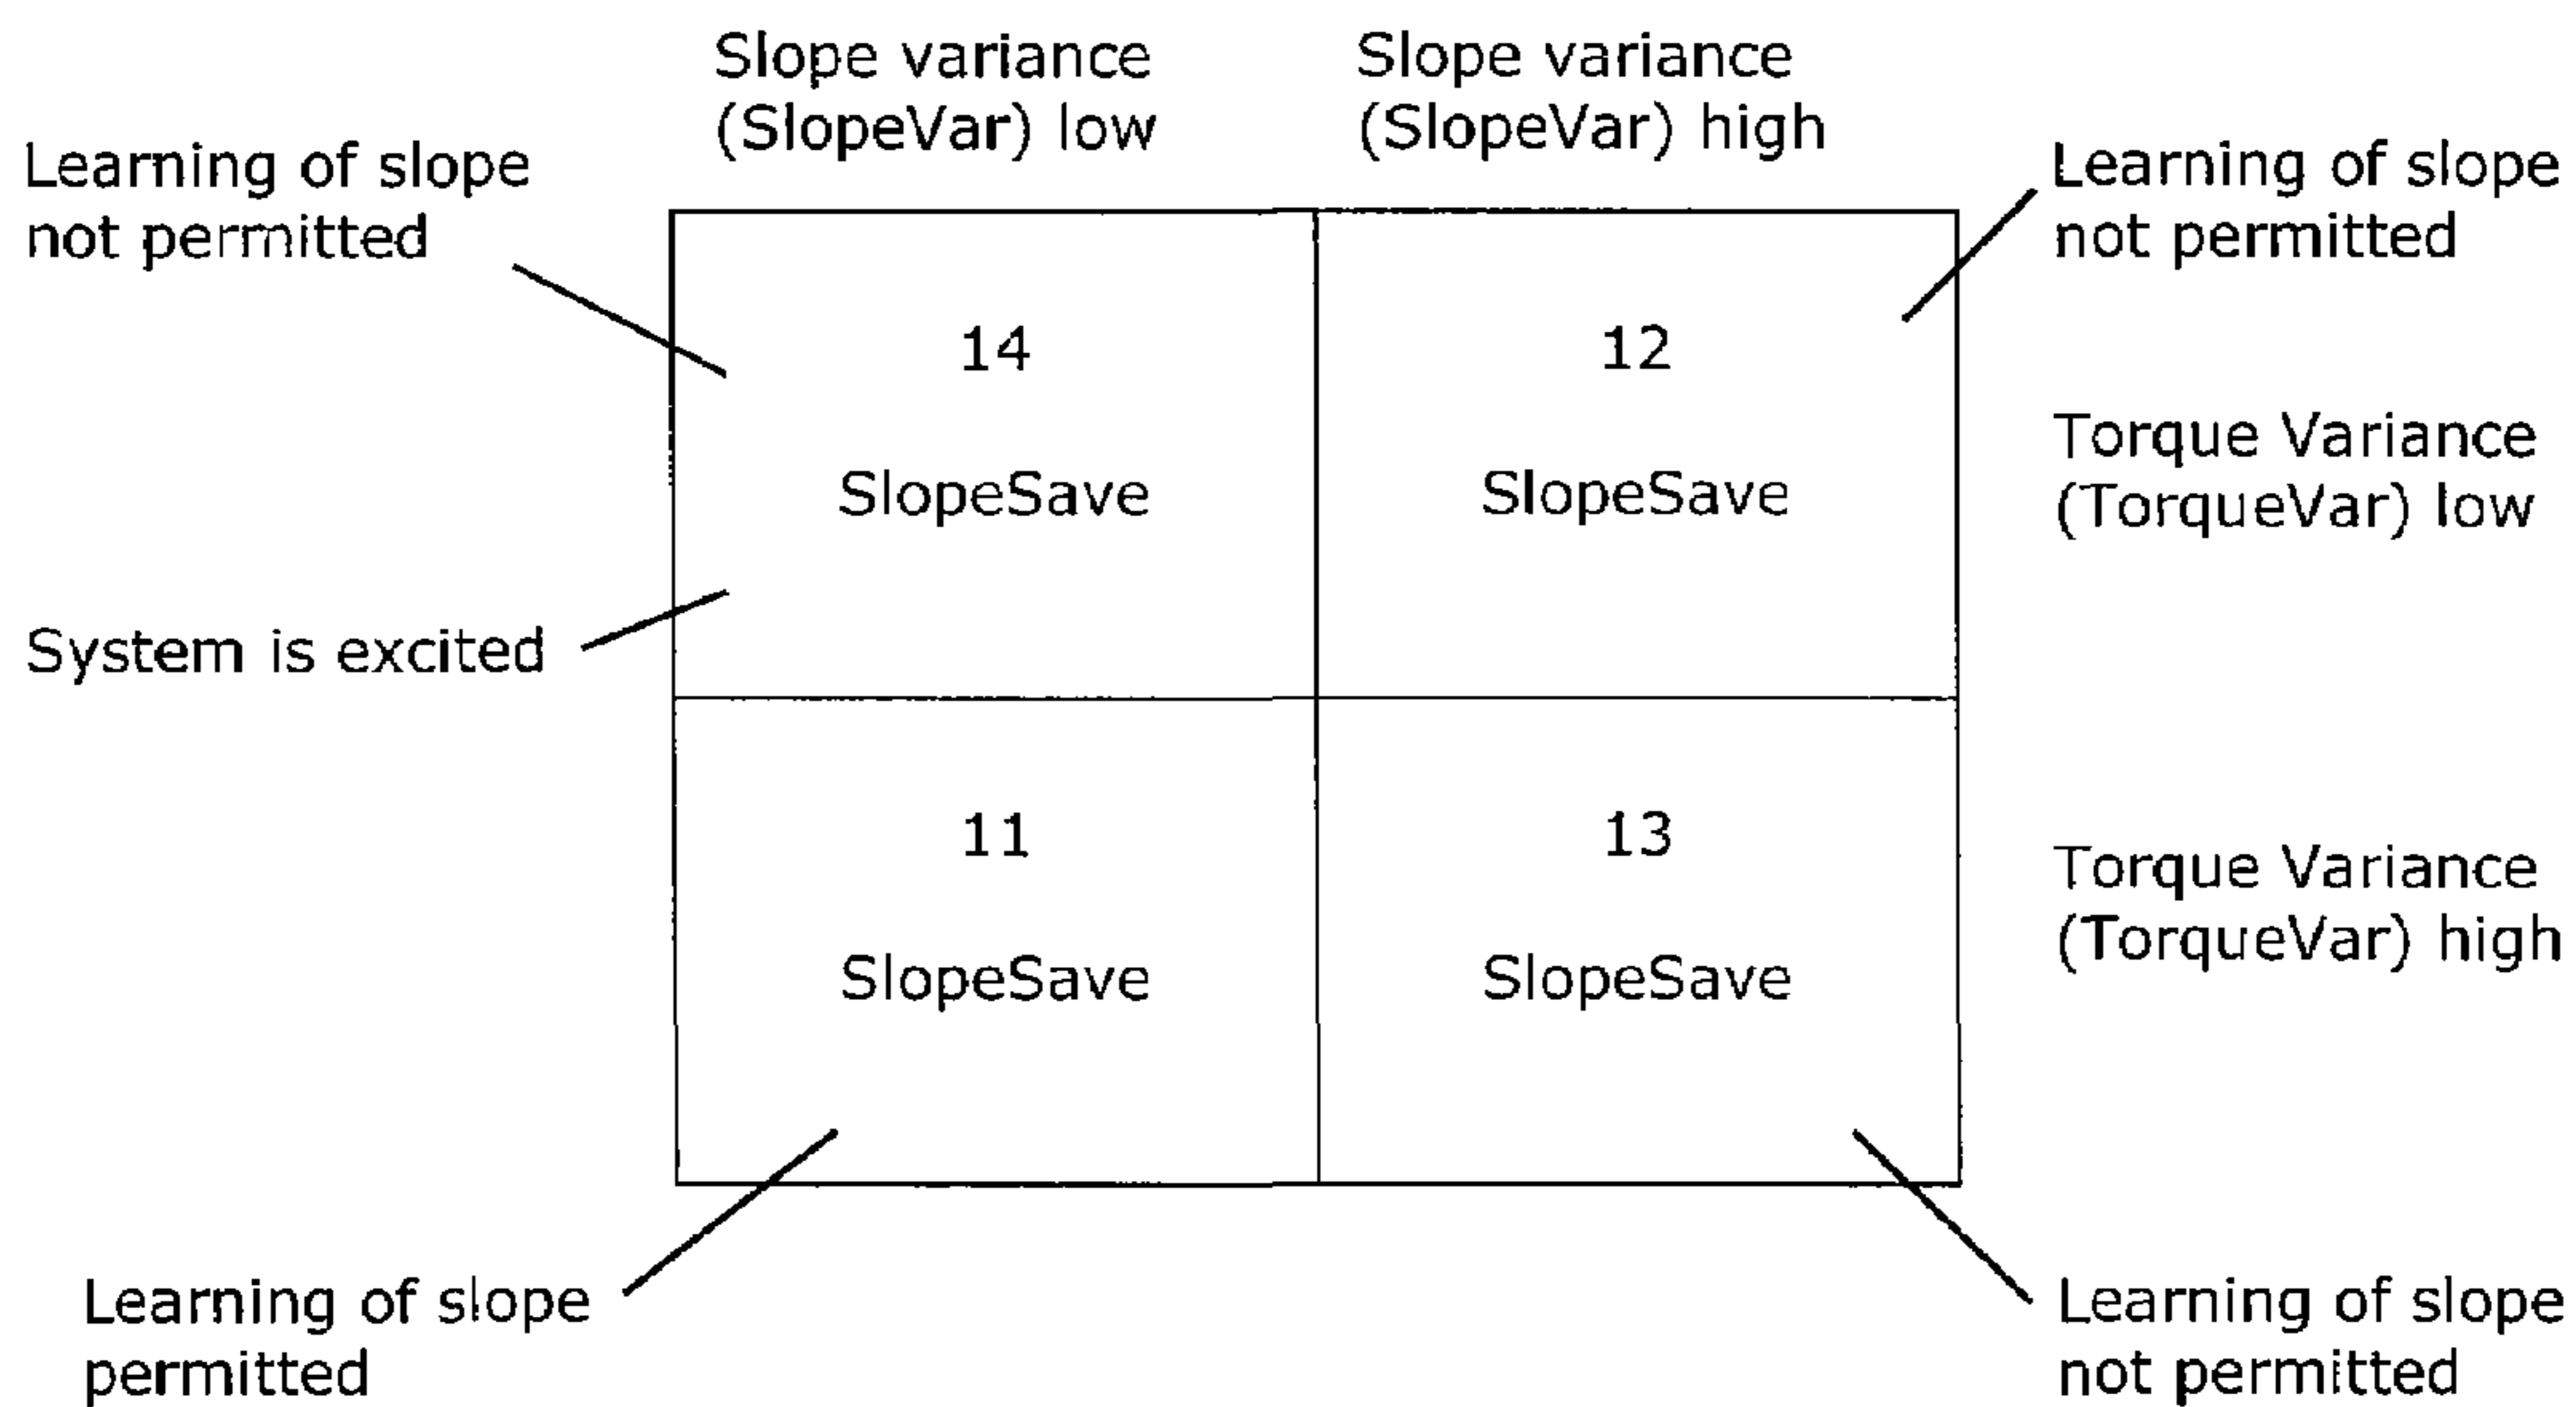 Slope variance
(SlopeVar) low
Slope variance
(SlopeVar) high
Learning of slope
not permitted
Learning of slope
not permitted
14
SlopeSave
12
SlopeSave
Torque Variance
(TorqueVar) low
System is excited
11
SlopeSave
13
SlopeSave
Torque Variance
(TorqueVar) high
Learning of slope
permitted
Learning of slope
not permitted